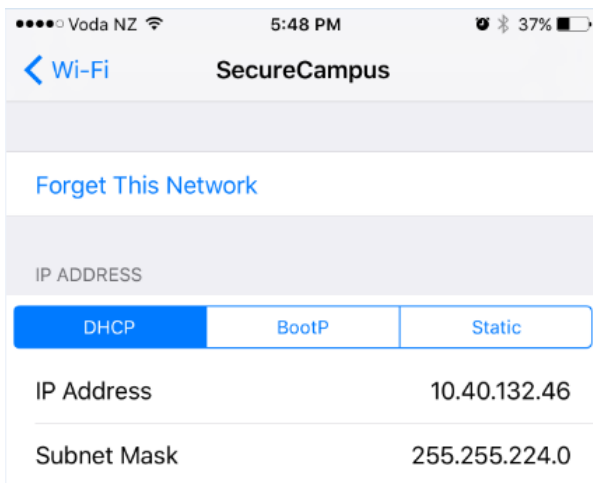 Voda NZ 5:48 PM 37%
Wi-Fi SecureCampus
Forget This Network
IP ADDRESS
DHCP BootP Static
IP Address 10.40.132.46
Subnet Mask 255.255.224.0